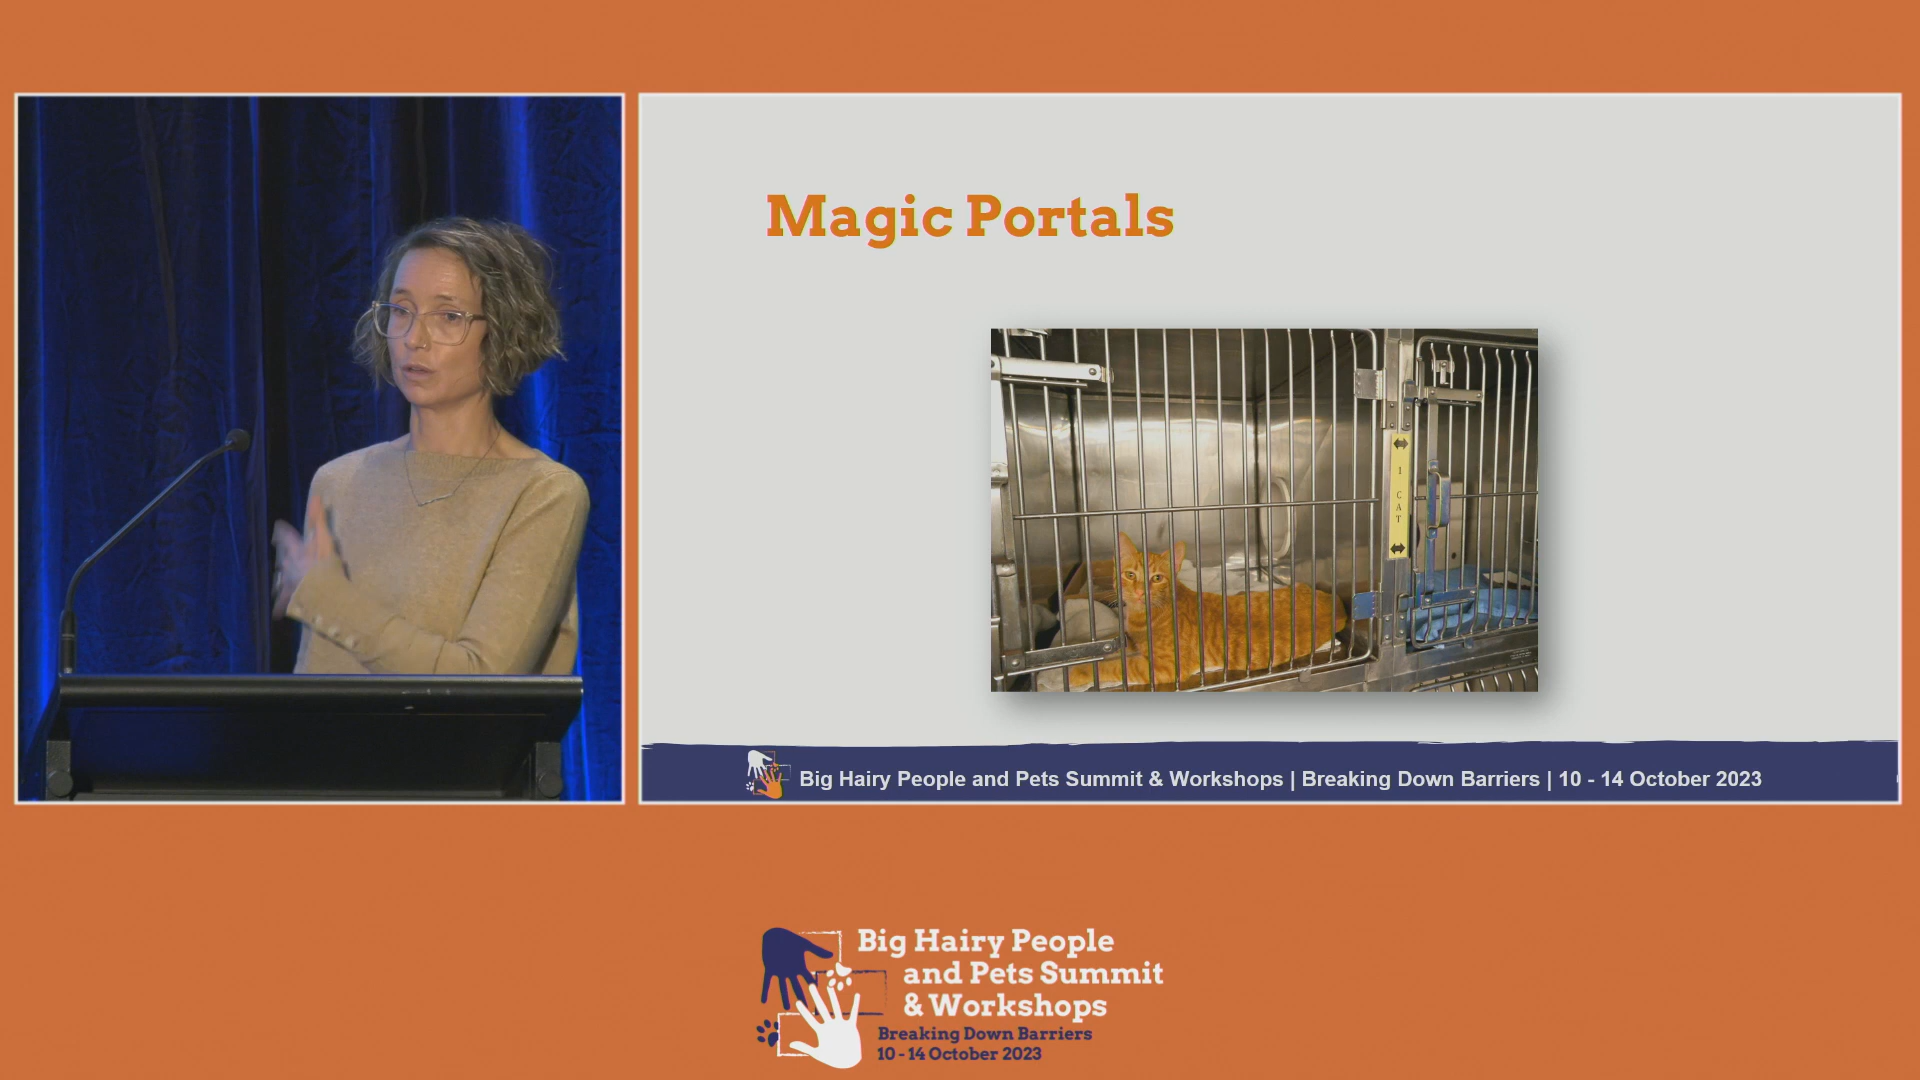 Magic Portals
1
C
A
T
Big Hairy People and Pets Summit & Workshops | Breaking Down Barriers | 10 - 14 October 2023
Big Hairy People
and Pets Summit
& Workshops
Breaking Down Barriers
10 - 14 October 2023